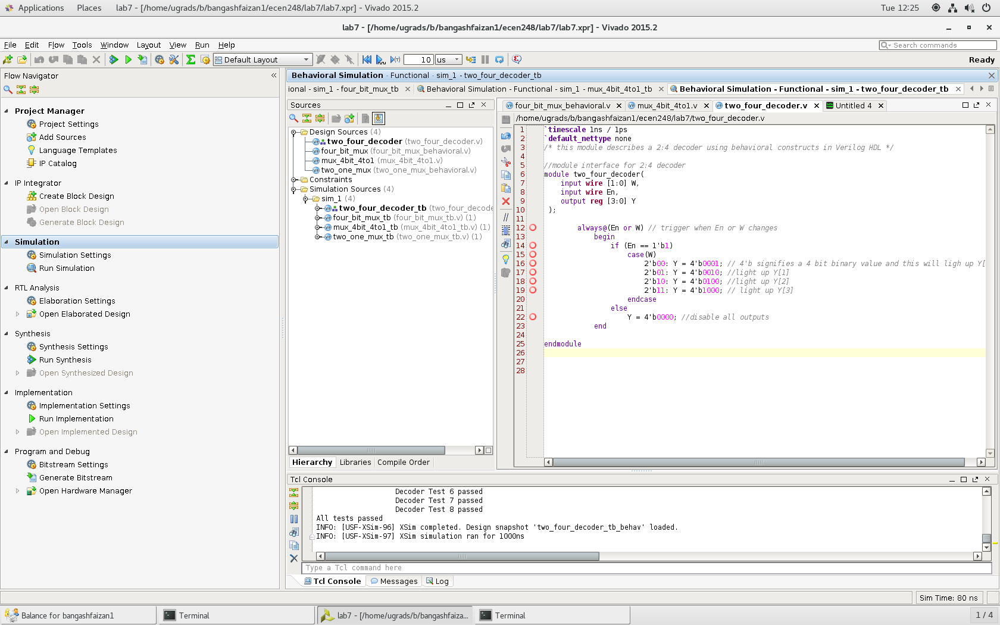 Applications Places lab7 - [/home/ugrads/b/bangashfaizan1/ecen248/lab7/lab7.xpr] - Vivado 2015.2 Tue 12:25
lab7 - [/home/ugrads/b/bangashfaizan1/ecen248/lab7/lab7.xpr] - Vivado 2015.2
File Edit Flow Tools Window Layout View Run Help Search commands
Default Layout 10 us Ready
Flow Navigator
Project Manager
Project Settings
Add Sources
Language Templates
IP Catalog
IP Integrator
Create Block Design
Open Block Design
Generate Block Design
Simulation
Simulation Settings
Run Simulation
RTL Analysis
Elaboration Settings
Open Elaborated Design
Synthesis
Synthesis Settings
Run Synthesis
Open Synthesized Design
Implementation
Implementation Settings
Run Implementation
Open Implemented Design
Program and Debug
Bitstream Settings
Generate Bitstream
Open Hardware Manager
Behavioral Simulation - Functional - sim_1 - two_four_decoder_tb
ional - sim_1 - four_bit_mux_tb Behavioral Simulation - Functional - sim_1 - mux_4bit_4to1_tb Behavioral Simulation - Functional - sim_1 - two_four_decoder_tb
Sources
Design Sources (4)
two_four_decoder (two_four_decoder.v)
four_bit_mux (four_bit_mux_behavioral.v)
mux_4bit_4to1 (mux_4bit_4to1.v)
two_one_mux (two_one_mux_behavioral.v)
Constraints
Simulation Sources (4)
sim_1 (4)
two_four_decoder_tb (two_four_decode
four_bit_mux_tb (four_bit_mux_tb.v) (1)
mux_4bit_4to1_tb (mux_4bit_4to1_tb.v) (1)
two_one_mux_tb (two_one_mux_tb.v) (1)
Hierarchy Libraries Compile Order
four_bit_mux_behavioral.v mux_4bit_4to1.v two_four_decoder.v Untitled 4
/home/ugrads/b/bangashfaizan1/ecen248/lab7/two_four_decoder.v
1 `timescale 1ns / 1ps
2 `default_nettype none
3 /* this module describes a 2:4 decoder using behavioral constructs in Verilog HDL */
4
5 //module interface for 2:4 decoder
6 module two_four_decoder(
7 input wire [1:0] W,
8 input wire En,
9 output reg [3:0] Y
10 );
11
12 always@(En or W) // trigger when En or W changes
13 begin
14 if (En == 1'b1)
15 case(W)
16 2'b00: Y = 4'b0001; // 4'b signifies a 4 bit binary value and this will ligh up Y[
17 2'b01: Y = 4'b0010; //light up Y[1]
18 2'b10: Y = 4'b0100; //light up Y[2]
19 2'b11: Y = 4'b1000; // light up Y[3]
20 endcase
21 else
22 Y = 4'b0000; //disable all outputs
23 end
24
25 endmodule
26
27
28
Tcl Console
Decoder Test 6 passed
Decoder Test 7 passed
Decoder Test 8 passed
All tests passed
INFO: [USF-XSim-96] XSim completed. Design snapshot 'two_four_decoder_tb_behav' loaded.
INFO: [USF-XSim-97] XSim simulation ran for 1000ns
Type a Tcl command here
Tcl Console Messages Log
Sim Time: 80 ns
Balance for bangashfaizan1 Terminal lab7 - [/home/ugrads/b/bangashfaiza... Terminal 1 / 4